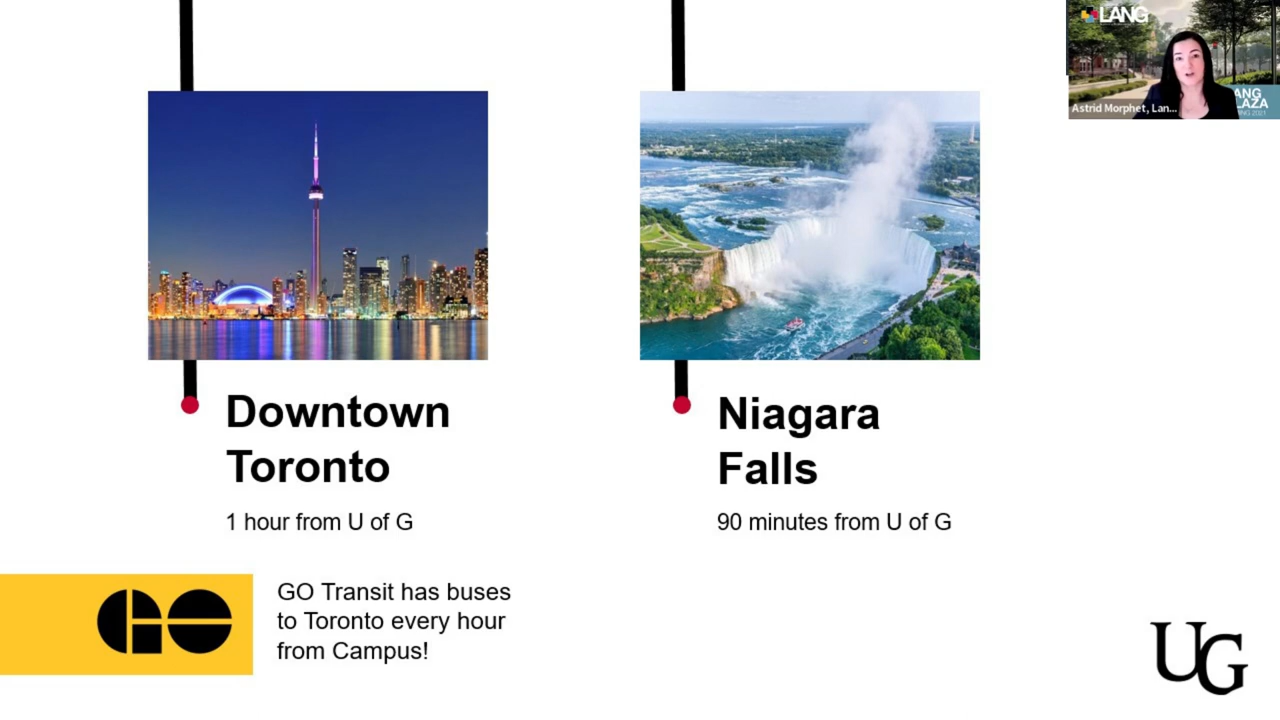 LANG
ANG
LAZA
Astrid Morphet, Lan...
Downtown
Toronto
1 hour from U of G
Niagara
Falls
90 minutes from U of G
GO
GO Transit has buses
to Toronto every hour
from Campus!
UG